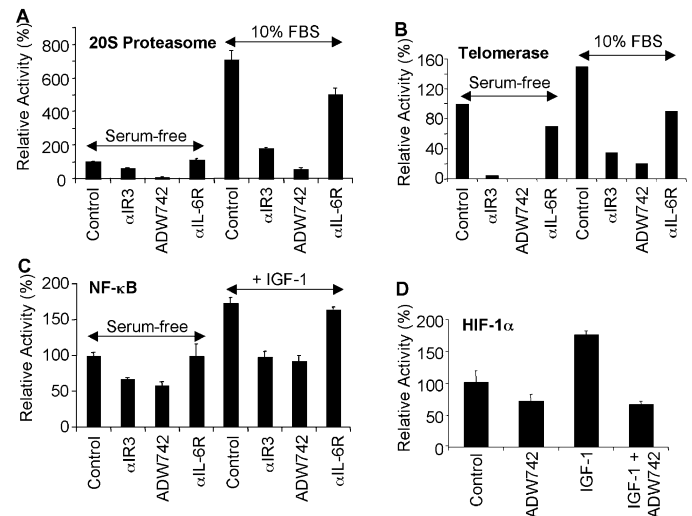 A
20S Proteasome
10% FBS
Serum-free
Relative Activity (%)
800
600
400
200
0
Control
αIR3
ADW742
αIL-6R
Control
αIR3
ADW742
αIL-6R
B
Telomerase
10% FBS
Serum-free
Relative Activity (%)
160
120
80
40
0
Control
αIR3
ADW742
αIL-6R
Control
αIR3
ADW742
αIL-6R
C
NF-κB
+ IGF-1
Serum-free
Relative Activity (%)
200
150
100
50
0
Control
αIR3
ADW742
αIL-6R
Control
αIR3
ADW742
αIL-6R
D
HIF-1α
Relative Activity (%)
200
150
100
50
0
Control
ADW742
IGF-1
IGF-1 +
ADW742